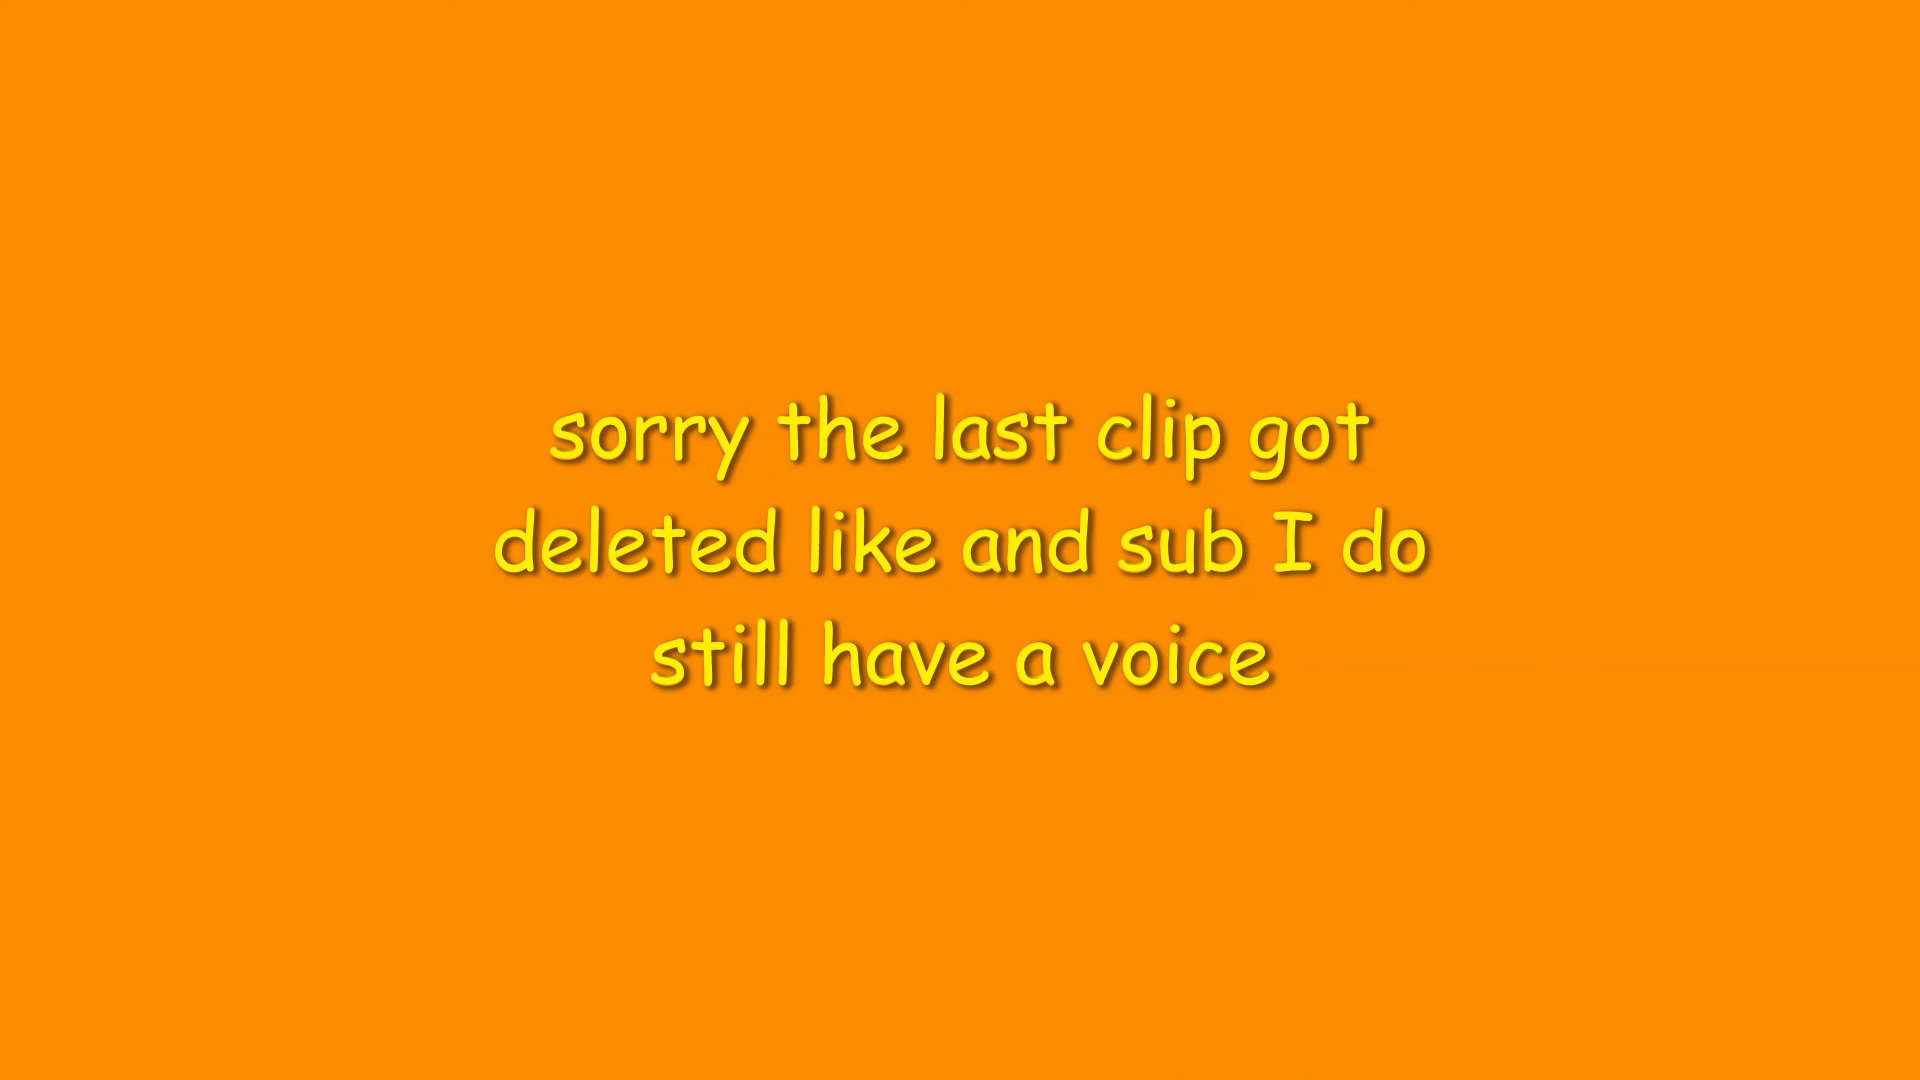 sorry the last clip got
deleted like and sub I do
still have a voice